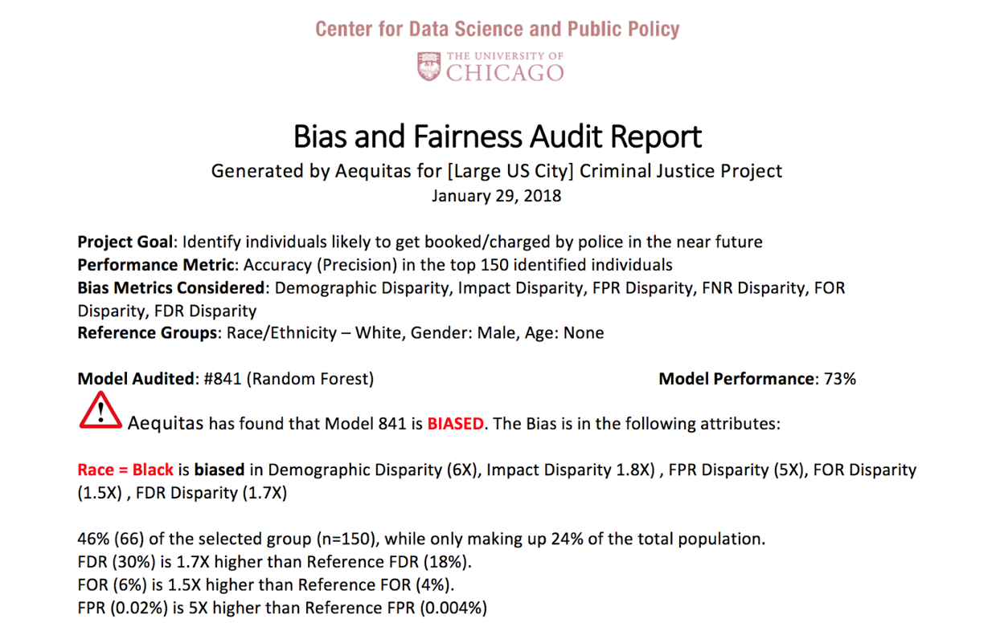 Center for Data Science and Public Policy
THE UNIVERSITY OF
CHICAGO
Bias and Fairness Audit Report
Generated by Aequitas for [Large US City] Criminal Justice Project
January 29, 2018
Project Goal: Identify individuals likely to get booked/charged by police in the near future
Performance Metric: Accuracy (Precision) in the top 150 identified individuals
Bias Metrics Considered: Demographic Disparity, Impact Disparity, FPR Disparity, FNR Disparity, FOR
Disparity, FDR Disparity
Reference Groups: Race/Ethnicity – White, Gender: Male, Age: None
Model Audited: #841 (Random Forest) Model Performance: 73%
! Aequitas has found that Model 841 is BIASED. The Bias is in the following attributes:
Race = Black is biased in Demographic Disparity (6X), Impact Disparity 1.8X) , FPR Disparity (5X), FOR Disparity
(1.5X) , FDR Disparity (1.7X)
46% (66) of the selected group (n=150), while only making up 24% of the total population.
FDR (30%) is 1.7X higher than Reference FDR (18%).
FOR (6%) is 1.5X higher than Reference FOR (4%).
FPR (0.02%) is 5X higher than Reference FPR (0.004%)